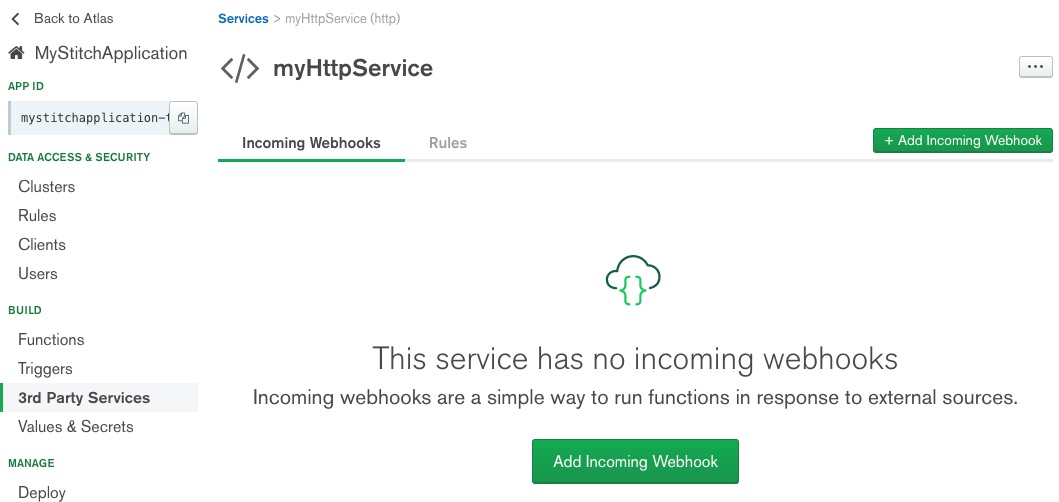 Back to Atlas
MyStitchApplication
APP ID
mystitchapplication-t
DATA ACCESS & SECURITY
Clusters
Rules
Clients
Users
BUILD
Functions
Triggers
3rd Party Services
Values & Secrets
MANAGE
Deploy
Services > myHttpService (http)
</> myHttpService
...
Incoming Webhooks
Rules
+ Add Incoming Webhook
{}
This service has no incoming webhooks
Incoming webhooks are a simple way to run functions in response to external sources.
Add Incoming Webhook